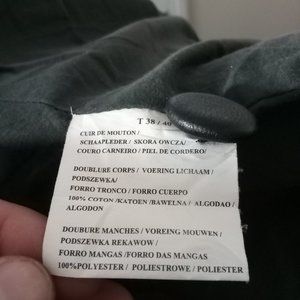 T 38 / 40
CUIR DE MOUTON /
SCHAAPLEDER / SKORA OWCZA /
COURO CARNEIRO / PIEL DE CORDERO /
DOUBLURE CORPS / VOERING LICHAAM /
PODSZEWKA /
FORRO TRONCO / FORRO CUERPO
100% COTON / KATOEN / BAWELNA / ALGODAO /
ALGODON
DOUBURE MANCHES / VOREING MOUWEN /
PODSZEWKA REKAWOW /
FORRO MANGAS / FORRO DAS MANGAS
100%POLYESTER / POLIESTROWE / POLIESTER